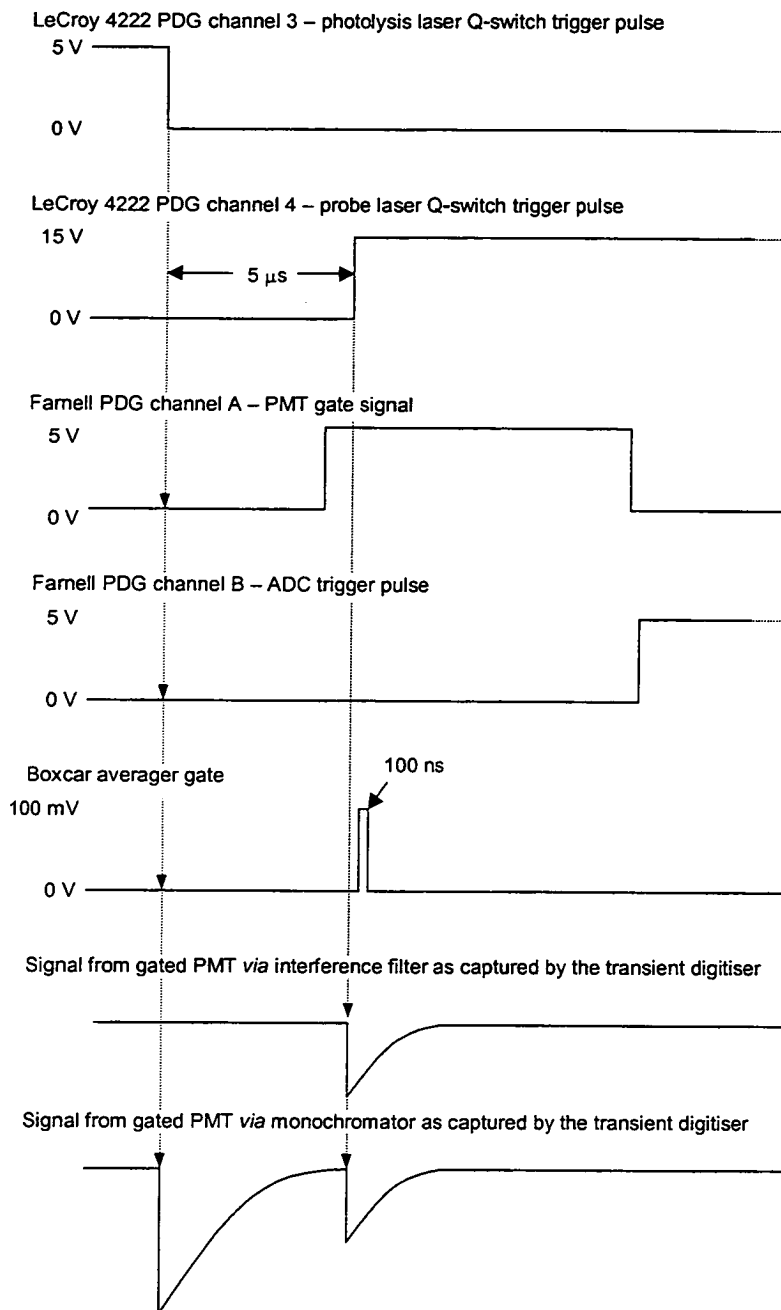 LeCroy 4222 PDG channel 3 – photolysis laser Q-switch trigger pulse
5 V
0 V
LeCroy 4222 PDG channel 4 – probe laser Q-switch trigger pulse
15 V
5 μs
0 V
Farnell PDG channel A – PMT gate signal
5 V
0 V
Farnell PDG channel B – ADC trigger pulse
5 V
0 V
Boxcar averager gate
100 ns
100 mV
0 V
Signal from gated PMT via interference filter as captured by the transient digitiser
Signal from gated PMT via monochromator as captured by the transient digitiser